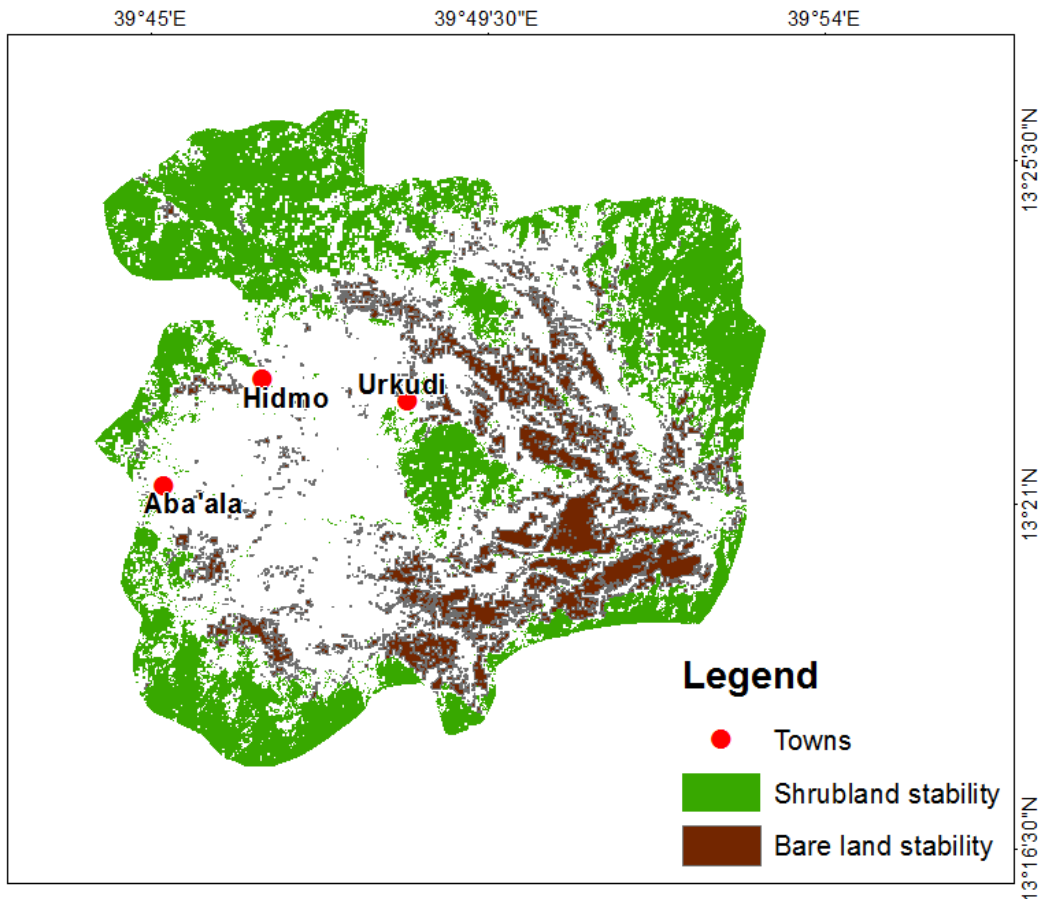 39°45'E
39°49'30"E
39°54'E
13°25'30"N
Urkudi
Hidmo
Aba'ala
13°21'N
Legend
Towns
Shrubland stability
Bare land stability
13°16'30"N